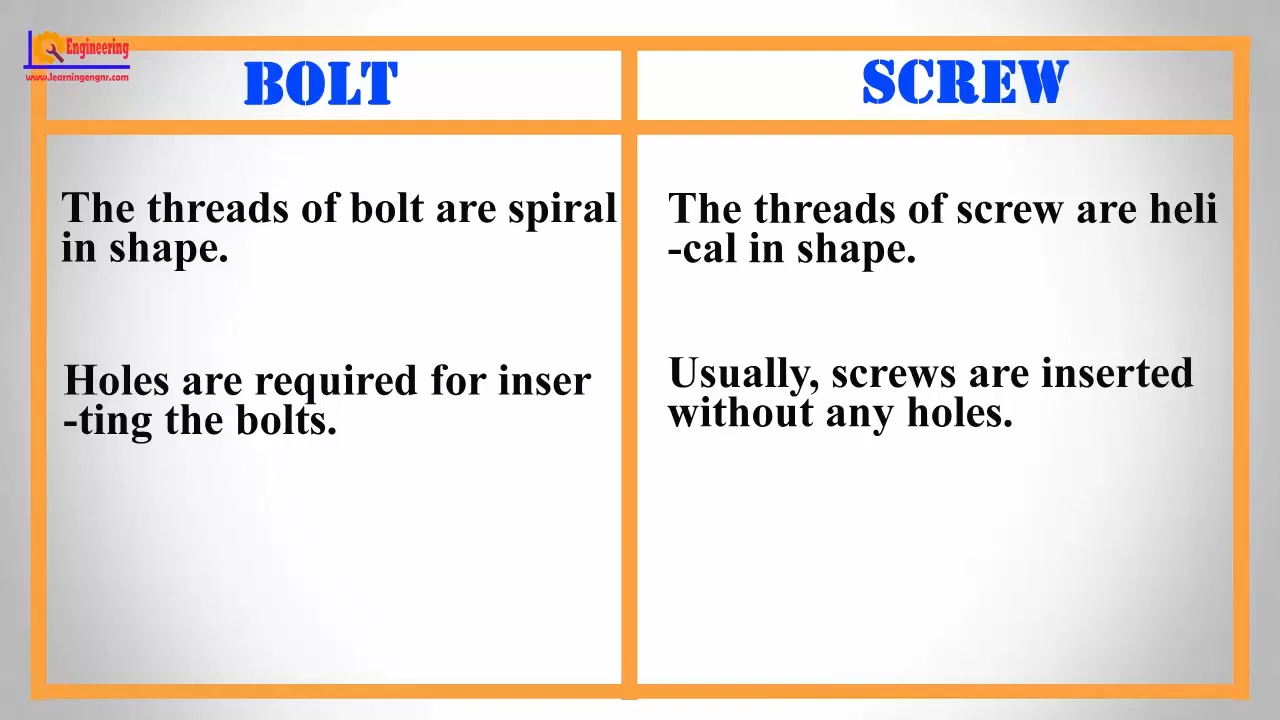 Engineering
www.learningengnr.com
BOLT
SCREW
The threads of bolt are spiral
in shape.
The threads of screw are heli
-cal in shape.
Holes are required for inser
-ting the bolts.
Usually, screws are inserted
without any holes.